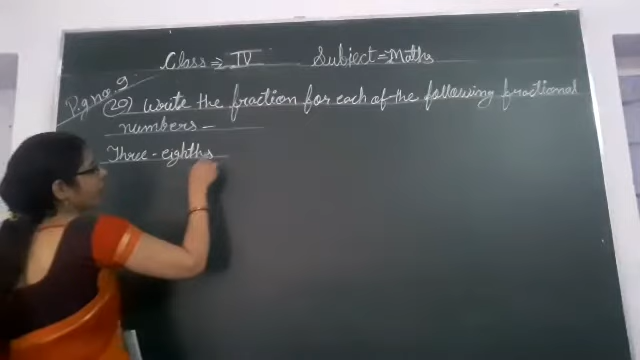 Class → IV Subject = Maths
Pg no. 9.
(20) Write the fraction for each of the following fractional
numbers -
Three - eighths